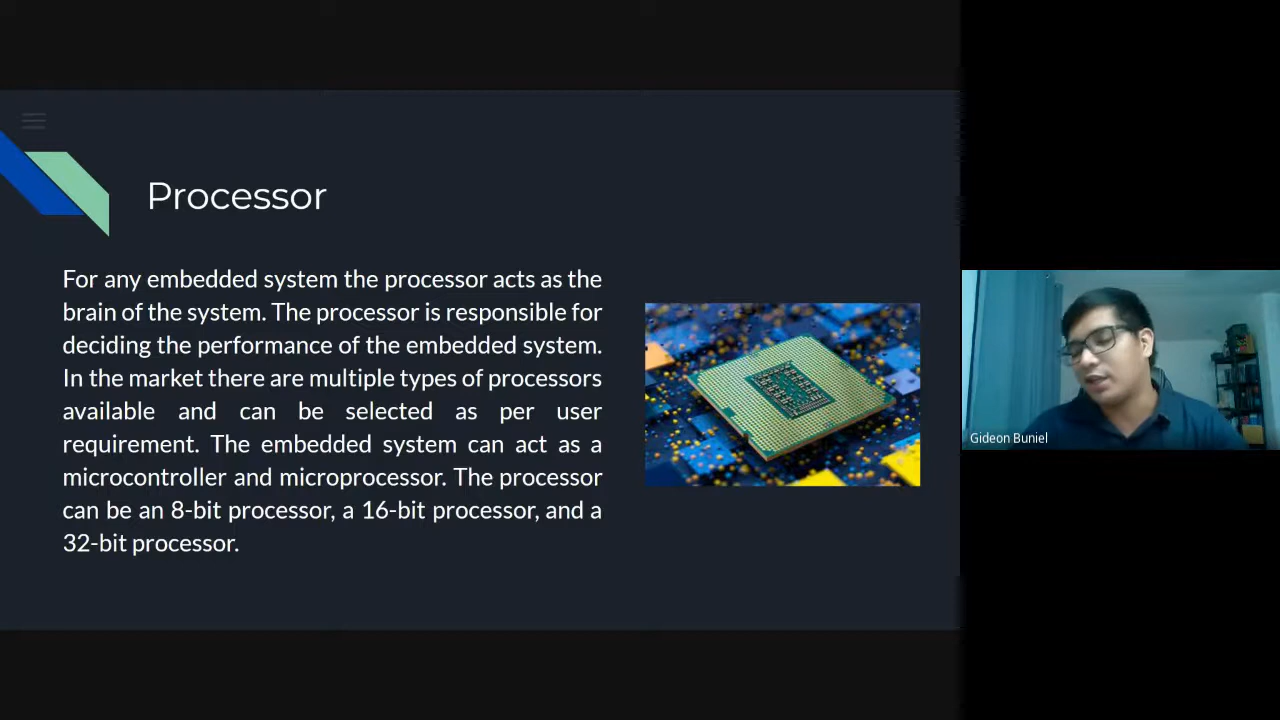 Processor
For any embedded system the processor acts as the
brain of the system. The processor is responsible for
deciding the performance of the embedded system.
In the market there are multiple types of processors
available and can be selected as per user
requirement. The embedded system can act as a
microcontroller and microprocessor. The processor
can be an 8-bit processor, a 16-bit processor, and a
32-bit processor.
Gideon Buniel